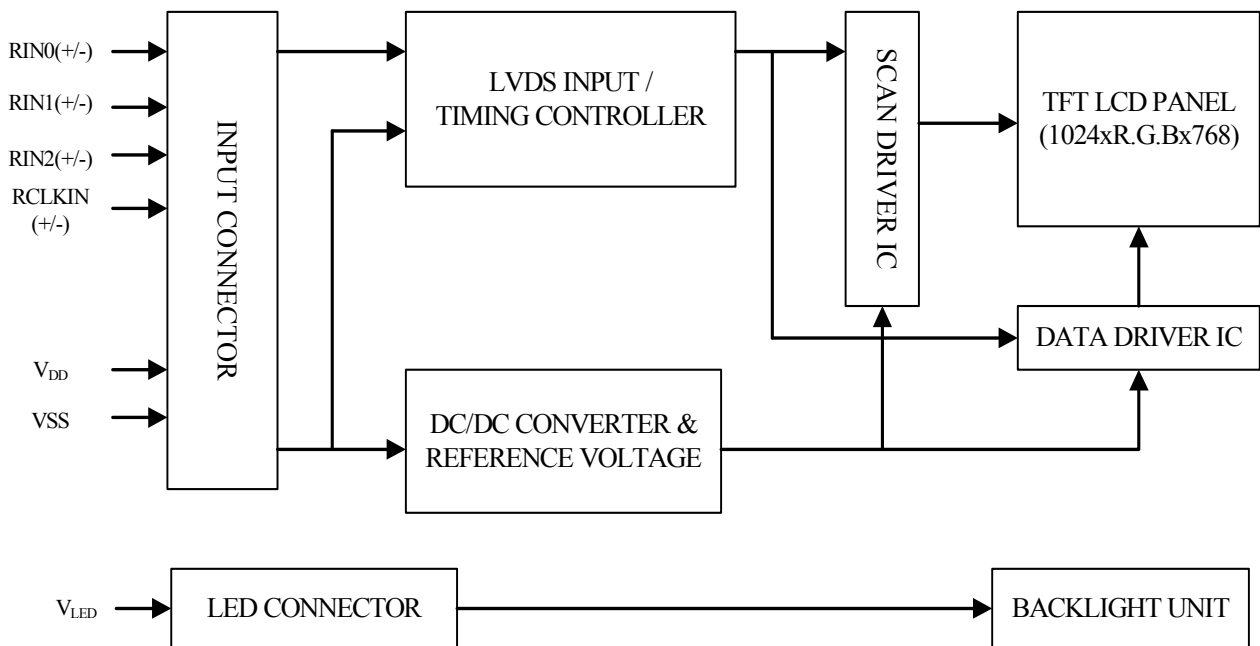 RIN0(+/-)
RIN1(+/-)
RIN2(+/-)
RCLKIN
(+/-)
VDD
VSS
INPUT CONNECTOR
LVDS INPUT /
TIMING CONTROLLER
DC/DC CONVERTER &
REFERENCE VOLTAGE
SCAN DRIVER IC
TFT LCD PANEL
(1024xR.G.Bx768)
DATA DRIVER IC
VLED
LED CONNECTOR
BACKLIGHT UNIT